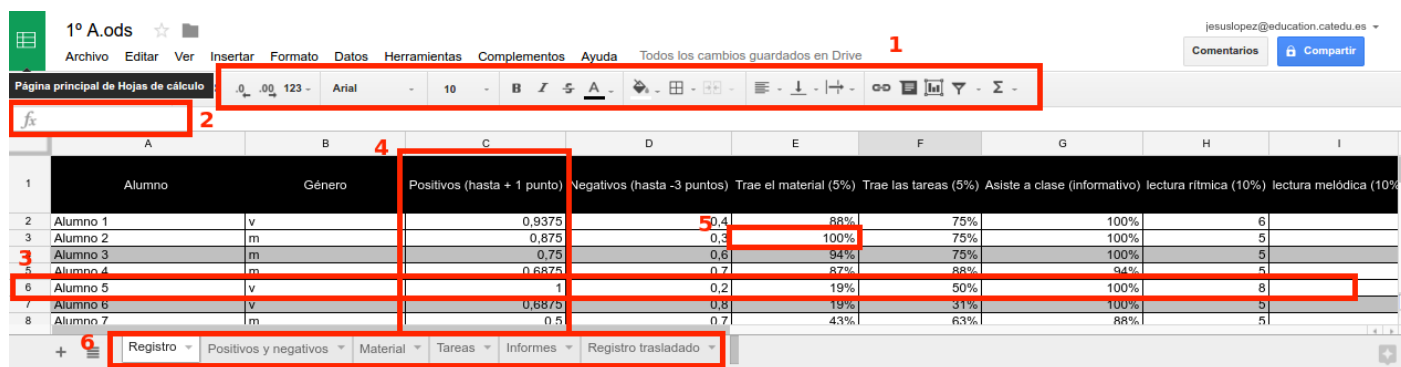 1º A.ods
jesuslopez@education.catedu.es
Archivo Editar Ver Insertar Formato Datos Herramientas Complementos Ayuda Todos los cambios guardados en Drive 1 Comentarios Compartir
Página principal de Hojas de cálculo .0 .00 123 Arial 10 B I S A Σ
fx 2
A B 4 C D E F G H I
1 Alumno Género Positivos (hasta + 1 punto) Negativos (hasta -3 puntos) Trae el material (5%) Trae las tareas (5%) Asiste a clase (informativo) lectura rítmica (10%) lectura melódica (10%
2 Alumno 1 v 0,9375 5 0,4 88% 75% 100% 6
3 Alumno 2 m 0,875 0,3 100% 75% 100% 5
3 Alumno 3 m 0,75 0,6 94% 75% 100% 5
5 Alumno 4 m 0,6875 0,7 87% 88% 94% 5
6 Alumno 5 v 1 0,2 19% 50% 100% 8
7 Alumno 6 v 0,6875 0,8 19% 31% 100% 5
8 Alumno 7 m 0,5 0,7 43% 63% 88% 5
+ 6 Registro Positivos y negativos Material Tareas Informes Registro trasladado